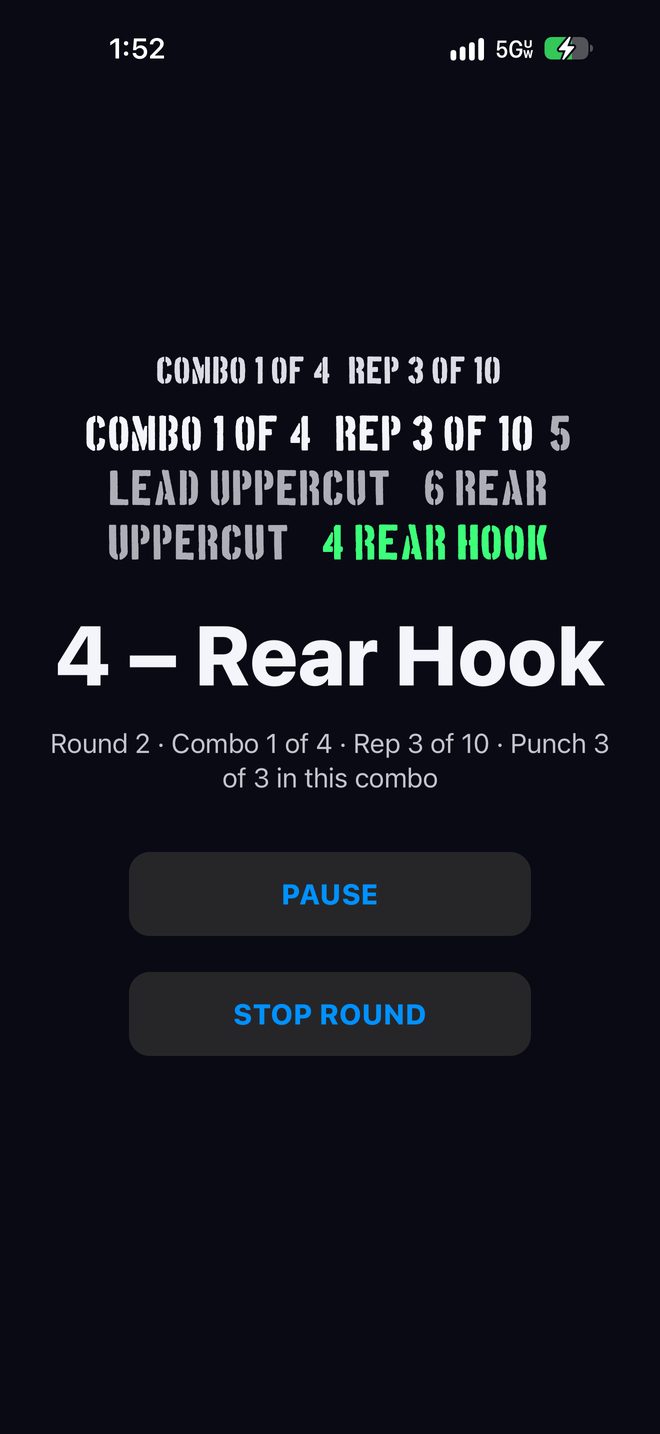 1:52 5GUW
COMBO 1 OF 4 REP 3 OF 10
COMBO 1 OF 4 REP 3 OF 10 5
LEAD UPPERCUT 6 REAR
UPPERCUT 4 REAR HOOK
4 – Rear Hook
Round 2 · Combo 1 of 4 · Rep 3 of 10 · Punch 3
of 3 in this combo
PAUSE
STOP ROUND